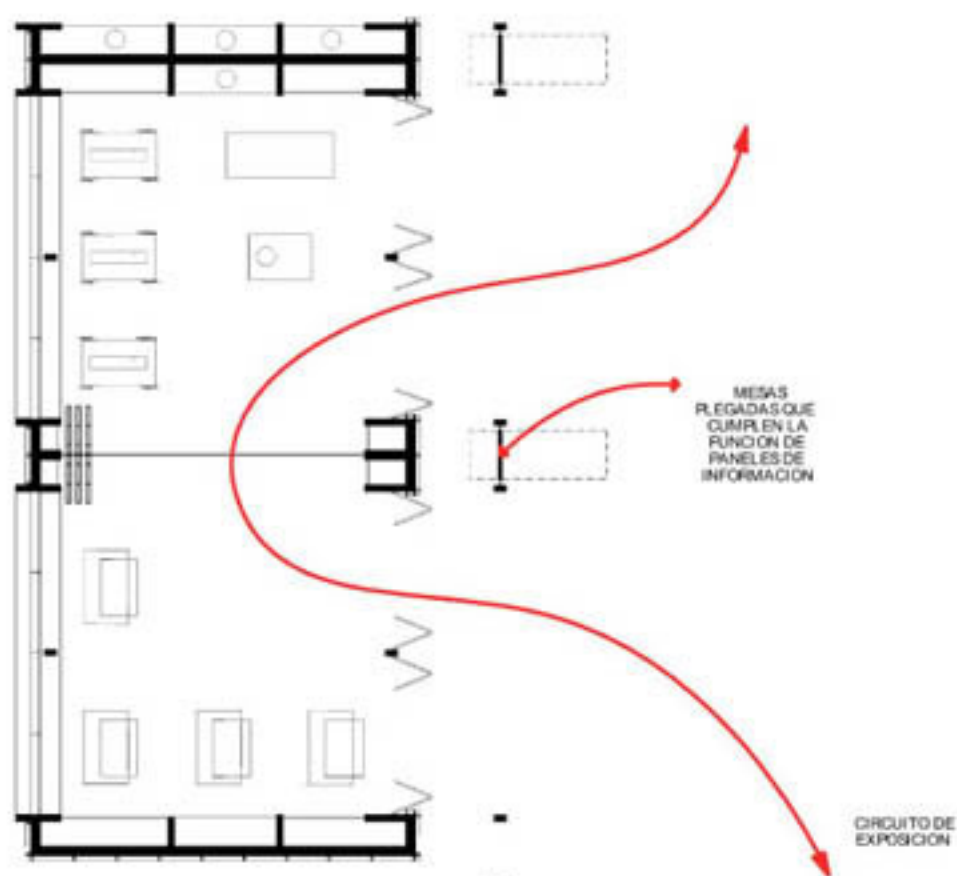 MESAS
PLEGADAS QUE
CUMPLEN LA
FUNCION DE
PANELES DE
INFORMACION
CIRCUITO DE
EXPOSICION